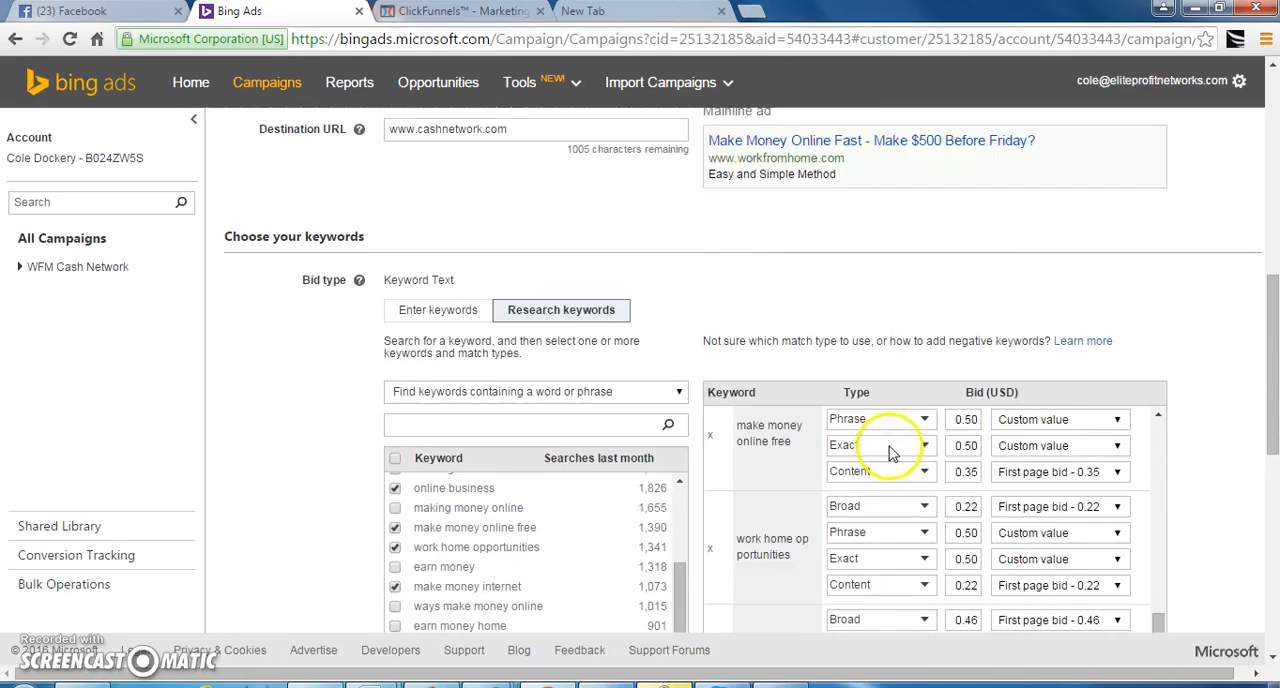 (23) Facebook
Bing Ads
ClickFunnels™ - Marketing
New Tab
Microsoft Corporation [US]
https://bingads.microsoft.com/Campaign/Campaigns?cid=25132185&aid=54033443#customer/25132185/account/54033443/campaign/
bing ads
Home
Campaigns
Reports
Opportunities
Tools NEW!
Import Campaigns
cole@eliteprofitnetworks.com
Account
Cole Dockery - B024ZW5S
Search
All Campaigns
WFM Cash Network
Shared Library
Conversion Tracking
Bulk Operations
Destination URL
www.cashnetwork.com
1005 characters remaining
Mainline ad
Make Money Online Fast - Make $500 Before Friday?
www.workfromhome.com
Easy and Simple Method
Choose your keywords
Bid type
Keyword Text
Enter keywords
Research keywords
Search for a keyword, and then select one or more
keywords and match types.
Not sure which match type to use, or how to add negative keywords? Learn more
Find keywords containing a word or phrase
Keyword Searches last month
online business 1,826
making money online 1,655
make money online free 1,390
work home opportunities 1,341
earn money 1,318
make money internet 1,073
ways make money online 1,015
earn money home 901
Keyword Type Bid (USD)
x
make money
online free
Phrase 0.50 Custom value
Exact 0.50 Custom value
Content 0.35 First page bid - 0.35
x
work home op
portunities
Broad 0.22 First page bid - 0.22
Phrase 0.50 Custom value
Exact 0.50 Custom value
Content 0.22 First page bid - 0.22
Broad 0.46 First page bid - 0.46
© 2016 Microsoft
Privacy & Cookies
Advertise
Developers
Support
Blog
Feedback
Support Forums
Microsoft
Recorded with
SCREENCAST-O-MATIC